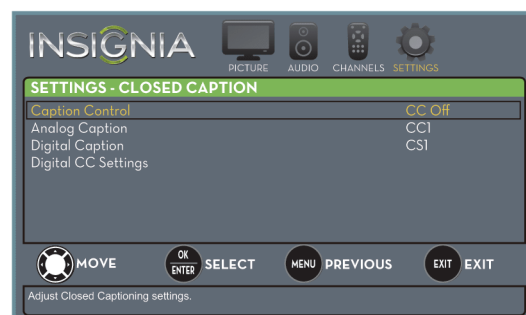 INSIGNIA
PICTURE AUDIO CHANNELS SETTINGS
SETTINGS - CLOSED CAPTION
Caption Control CC Off
Analog Caption CC1
Digital Caption CS1
Digital CC Settings
MOVE OK ENTER SELECT MENU PREVIOUS EXIT EXIT
Adjust Closed Captioning settings.